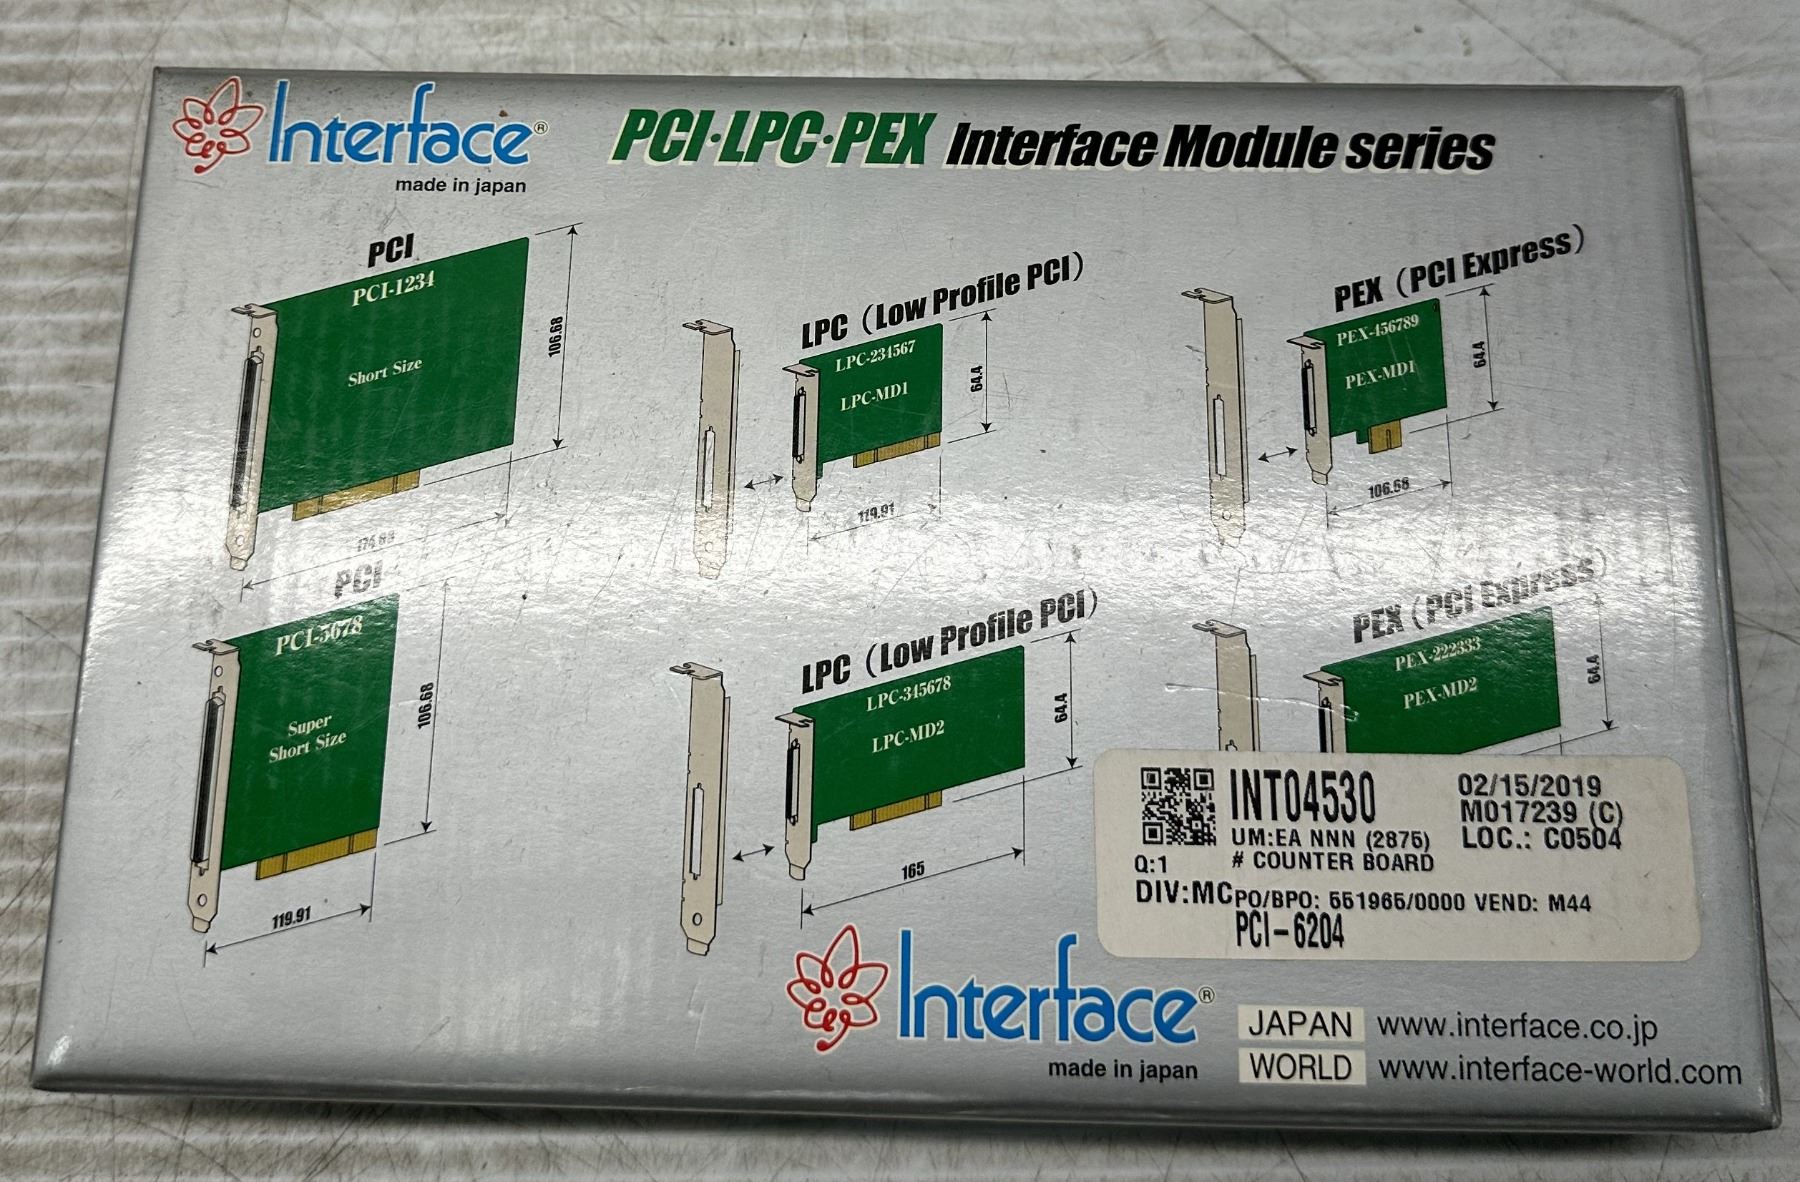 Interface®
made in japan
PCI·LPC·PEX Interface Module series
PCI
PCI-1234
Short Size
106.68
174.63
LPC (Low Profile PCI)
LPC-234567
LPC-MD1
64.4
119.91
PEX (PCI Express)
PEX-456789
PEX-MD1
64.4
106.68
PCI
PCI-5678
Super
Short Size
106.68
119.91
LPC (Low Profile PCI)
LPC-345678
LPC-MD2
64.4
165
PEX (PCI Express)
PEX-222333
PEX-MD2
64.4
INT04530
02/15/2019
M017239 (C)
UM:EA NNN (2875)
LOC.: C0504
Q:1
# COUNTER BOARD
DIV:MC
PO/BPO: 551965/0000 VEND: M44
PCI-6204
Interface®
made in japan
JAPAN www.interface.co.jp
WORLD www.interface-world.com